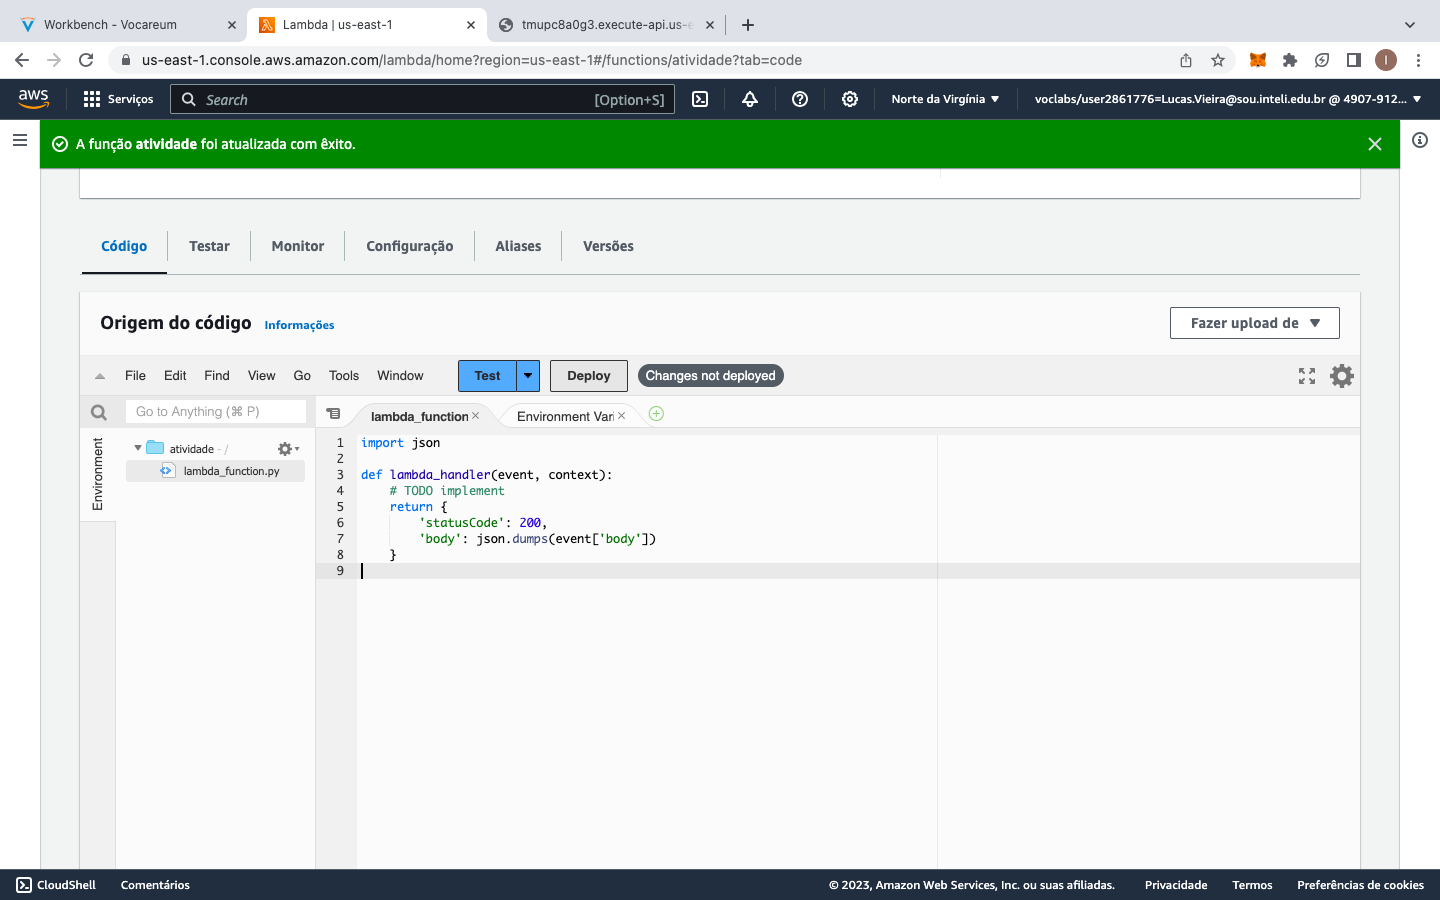 Workbench - Vocareum
Lambda | us-east-1
tmupc8a0g3.execute-api.us-e
us-east-1.console.aws.amazon.com/lambda/home?region=us-east-1#/functions/atividade?tab=code
I
aws
Serviços
Search
[Option+S]
Norte da Virgínia
voclabs/user2861776=Lucas.Vieira@sou.inteli.edu.br @ 4907-912...
A função atividade foi atualizada com êxito.
Código
Testar
Monitor
Configuração
Aliases
Versões
Origem do código
Informações
Fazer upload de
File
Edit
Find
View
Go
Tools
Window
Test
Deploy
Changes not deployed
Go to Anything (⌘ P)
lambda_function
Environment Vari
Environment
atividade - /
lambda_function.py
1 import json
2
3 def lambda_handler(event, context):
4     # TODO implement
5     return {
6         'statusCode': 200,
7         'body': json.dumps(event['body'])
8     }
9
CloudShell
Comentários
© 2023, Amazon Web Services, Inc. ou suas afiliadas.
Privacidade
Termos
Preferências de cookies